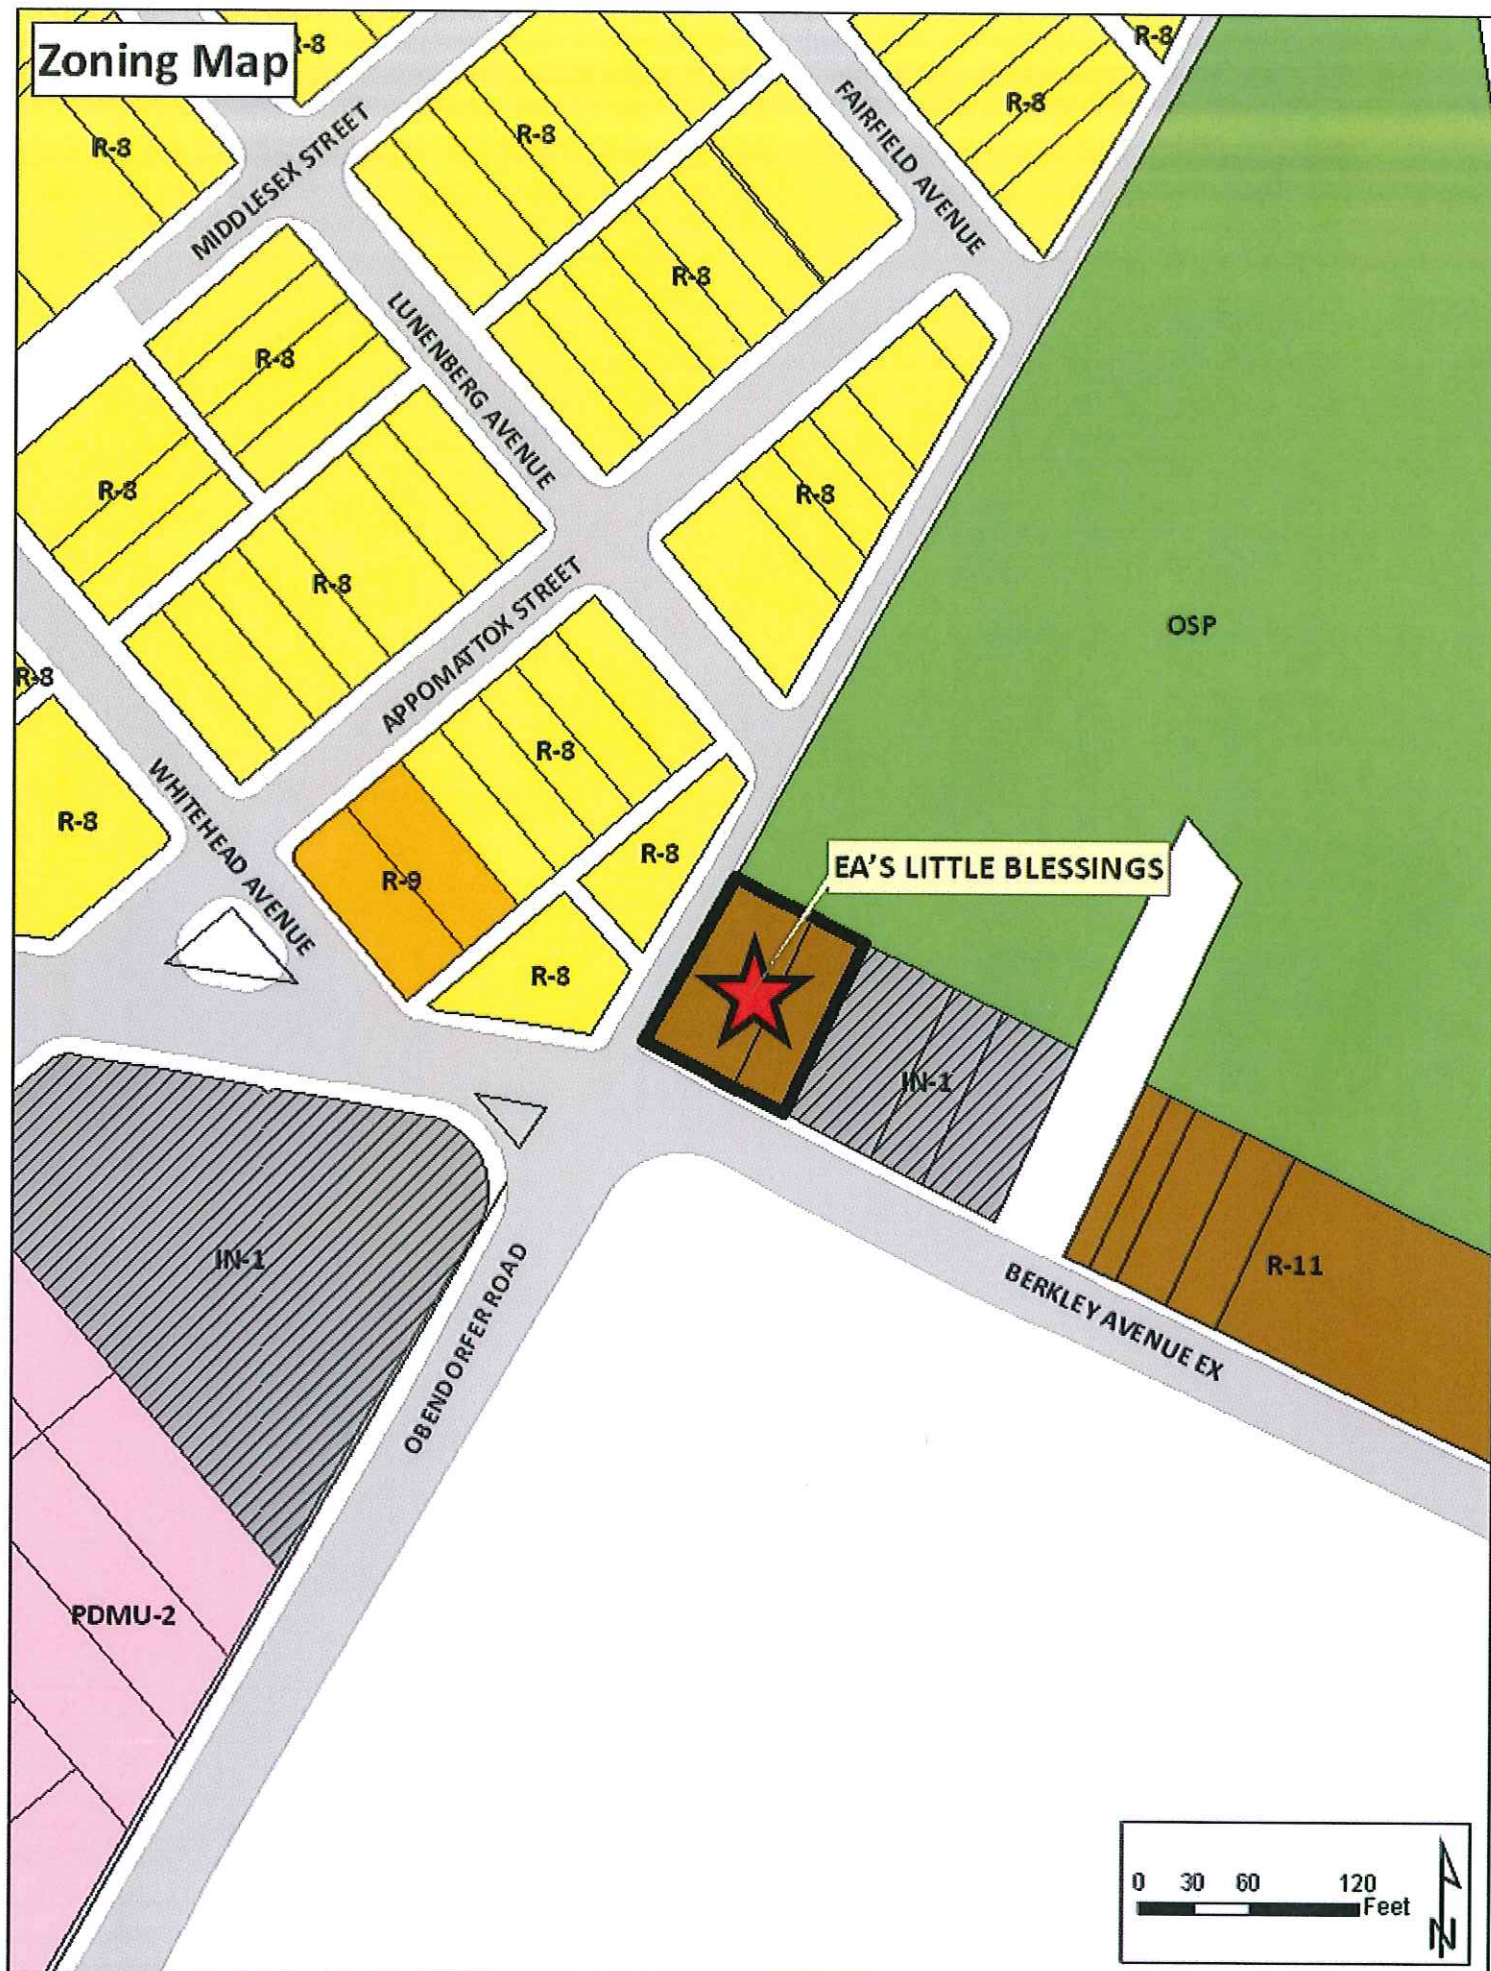 Zoning Map
R-8
R-8
R-8
R-8
R-8
MIDDLESEX STREET
FAIRFIELD AVENUE
R-8
R-8
LUNENBERG AVENUE
R-8
R-8
R-8
OSP
APPOMATTOX STREET
R-8
R-8
R-8
WHITEHEAD AVENUE
R-8
R-9
EA'S LITTLE BLESSINGS
R-8
IN-1
IN-1
R-11
OBENDORFER ROAD
BERKLEY AVENUE EX
PDMU-2
0 30 60 120
Feet
N